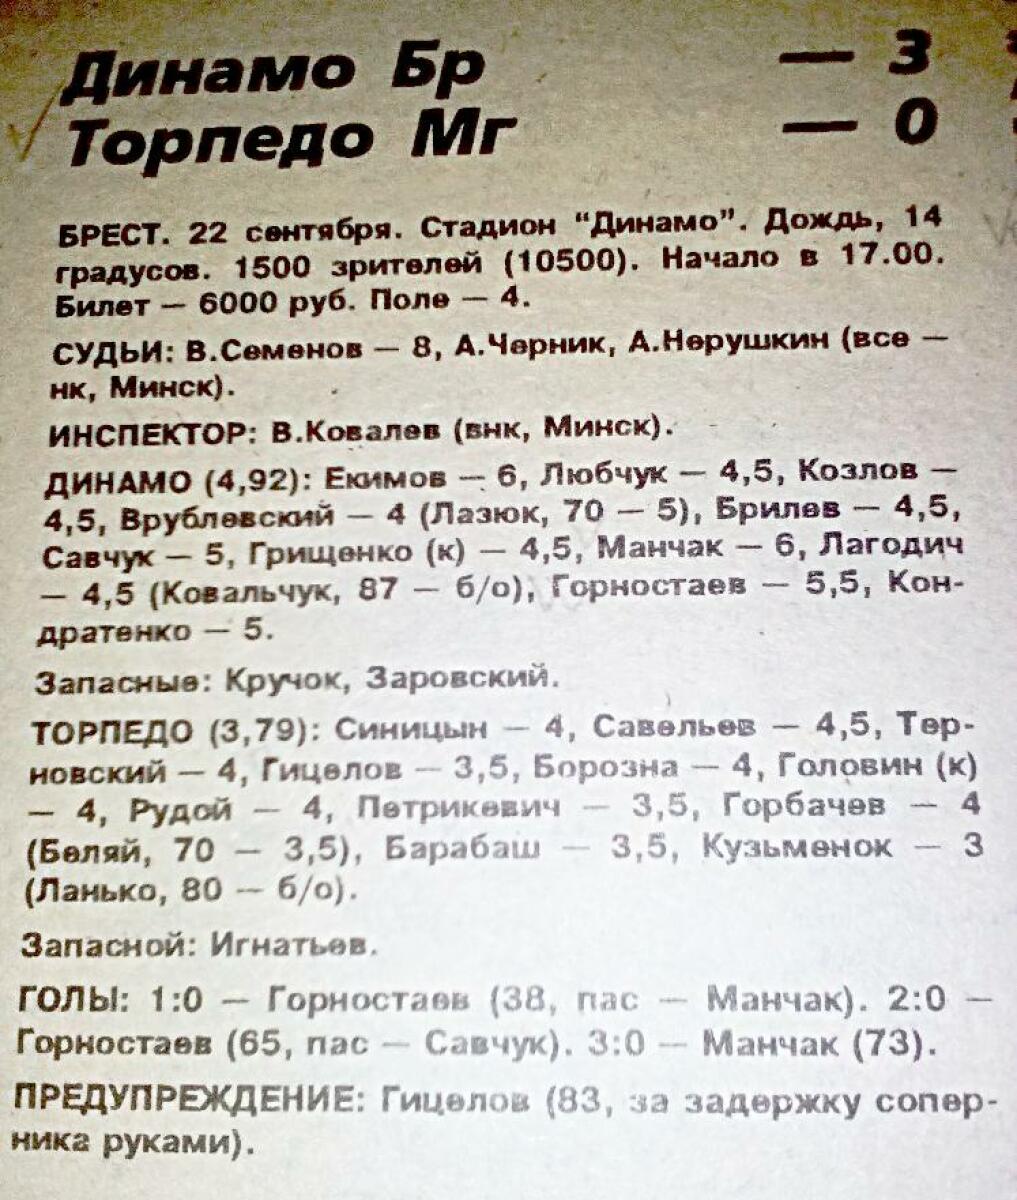 Динамо Бр — 3
Торпедо Мг — 0
БРЕСТ. 22 сентября. Стадион "Динамо". Дождь, 14
градусов. 1500 зрителей (10500). Начало в 17.00.
Билет — 6000 руб. Поле — 4.
СУДЬИ: В.Семенов — 8, А.Черник, А.Нерушкин (все —
нк, Минск).
ИНСПЕКТОР: В.Ковалев (внк, Минск).
ДИНАМО (4,92): Екимов — 6, Любчук — 4,5, Козлов —
4,5, Врублевский — 4 (Лазюк, 70 — 5), Брилев — 4,5,
Савчук — 5, Грищенко (к) — 4,5, Манчак — 6, Лагодич
— 4,5 (Ковальчук, 87 — б/о), Горностаев — 5,5, Кон-
дратенко — 5.
Запасные: Кручок, Заровский.
ТОРПЕДО (3,79): Синицын — 4, Савельев — 4,5, Тер-
новский — 4, Гицелов — 3,5, Борозна — 4, Головин (к)
— 4, Рудой — 4, Петрикевич — 3,5, Горбачев — 4
(Беляй, 70 — 3,5), Барабаш — 3,5, Кузьменок — 3
(Ланько, 80 — б/о).
Запасной: Игнатьев.
ГОЛЫ: 1:0 — Горностаев (38, пас — Манчак). 2:0 —
Горностаев (65, пас — Савчук). 3:0 — Манчак (73).
ПРЕДУПРЕЖДЕНИЕ: Гицелов (83, за задержку сопер-
ника руками).